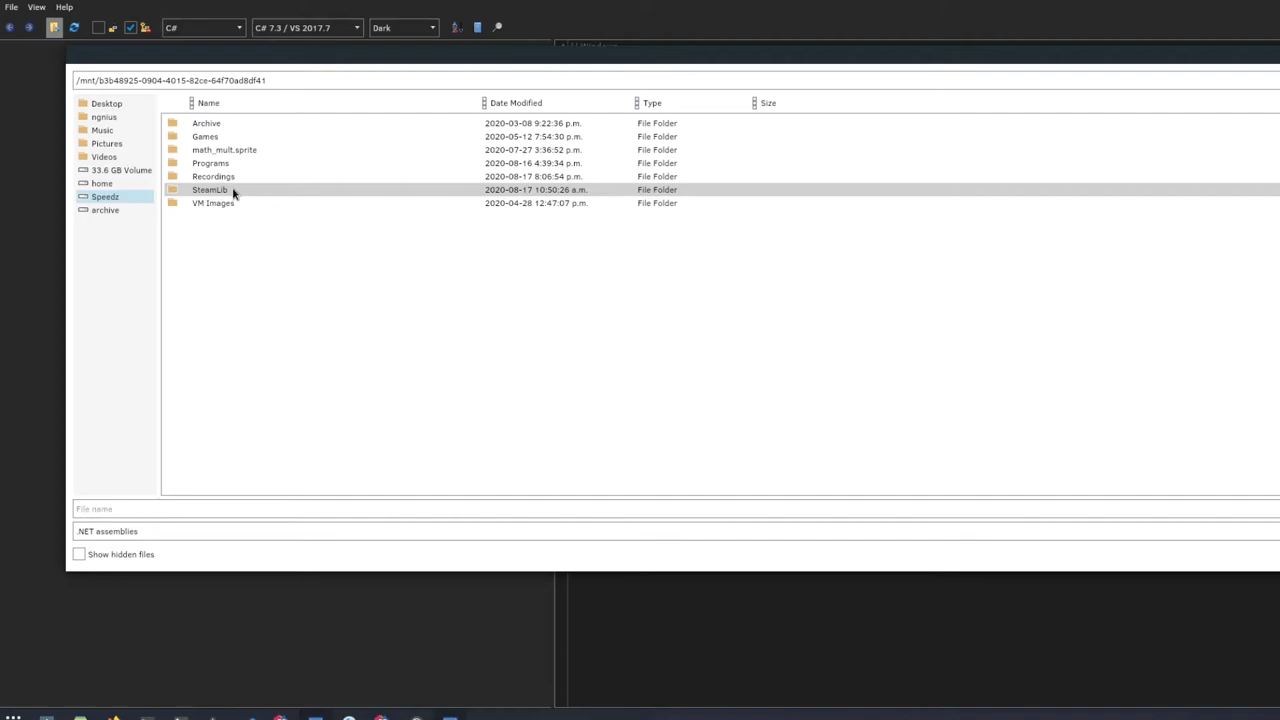 File View Help
C# C# 7.3 / VS 2017.7 Dark
/mnt/b3b48925-0904-4015-82ce-64f70ad8df41
Name Date Modified Type Size
Desktop
ngnius
Music
Pictures
Videos
33.6 GB Volume
home
Speedz
archive
Archive 2020-03-08 9:22:36 p.m. File Folder
Games 2020-05-12 7:54:30 p.m. File Folder
math_mult.sprite 2020-07-27 3:36:52 p.m. File Folder
Programs 2020-08-16 4:39:34 p.m. File Folder
Recordings 2020-08-17 8:06:54 p.m. File Folder
SteamLib 2020-08-17 10:50:26 a.m. File Folder
VM Images 2020-04-28 12:47:07 p.m. File Folder
File name
.NET assemblies
Show hidden files